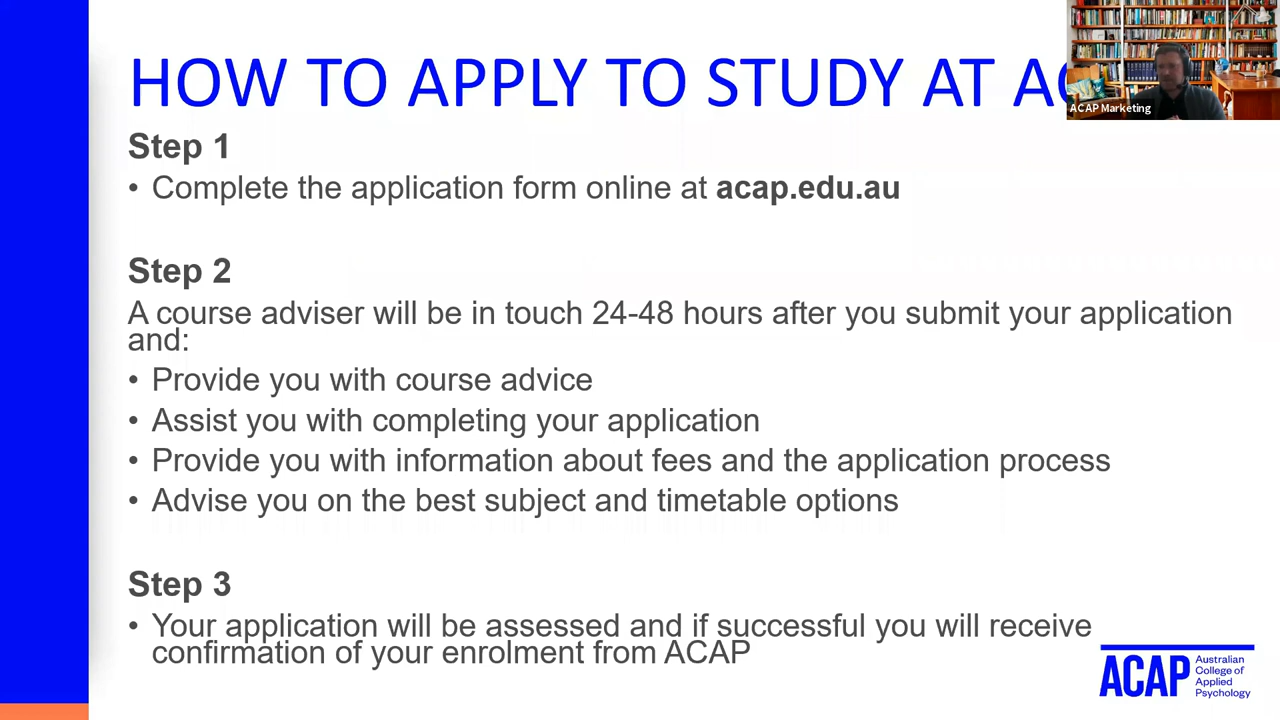 HOW TO APPLY TO STUDY AT AC
ACAP Marketing
Step 1
• Complete the application form online at acap.edu.au
Step 2
A course adviser will be in touch 24-48 hours after you submit your application
and:
• Provide you with course advice
• Assist you with completing your application
• Provide you with information about fees and the application process
• Advise you on the best subject and timetable options
Step 3
• Your application will be assessed and if successful you will receive
confirmation of your enrolment from ACAP
ACAP
Australian
College of
Applied
Psychology